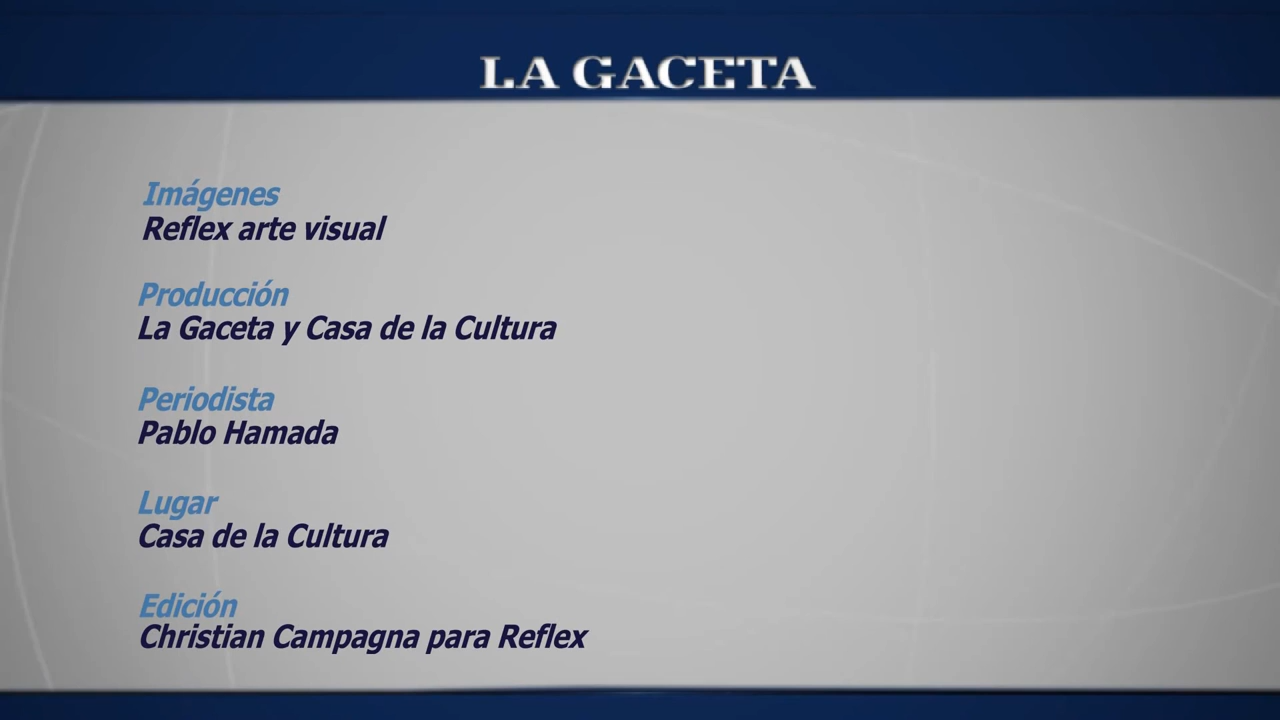 LA GACETA
Imágenes
Reflex arte visual
Producción
La Gaceta y Casa de la Cultura
Periodista
Pablo Hamada
Lugar
Casa de la Cultura
Edición
Christian Campagna para Reflex